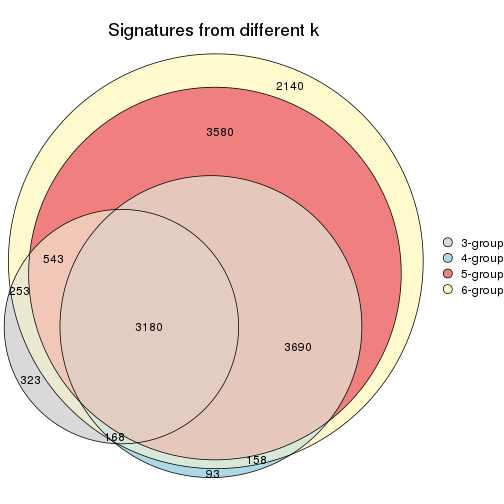 Signatures from different k
2140
3580
543
253
3180
3690
323
168
158
93
3-group
4-group
5-group
6-group